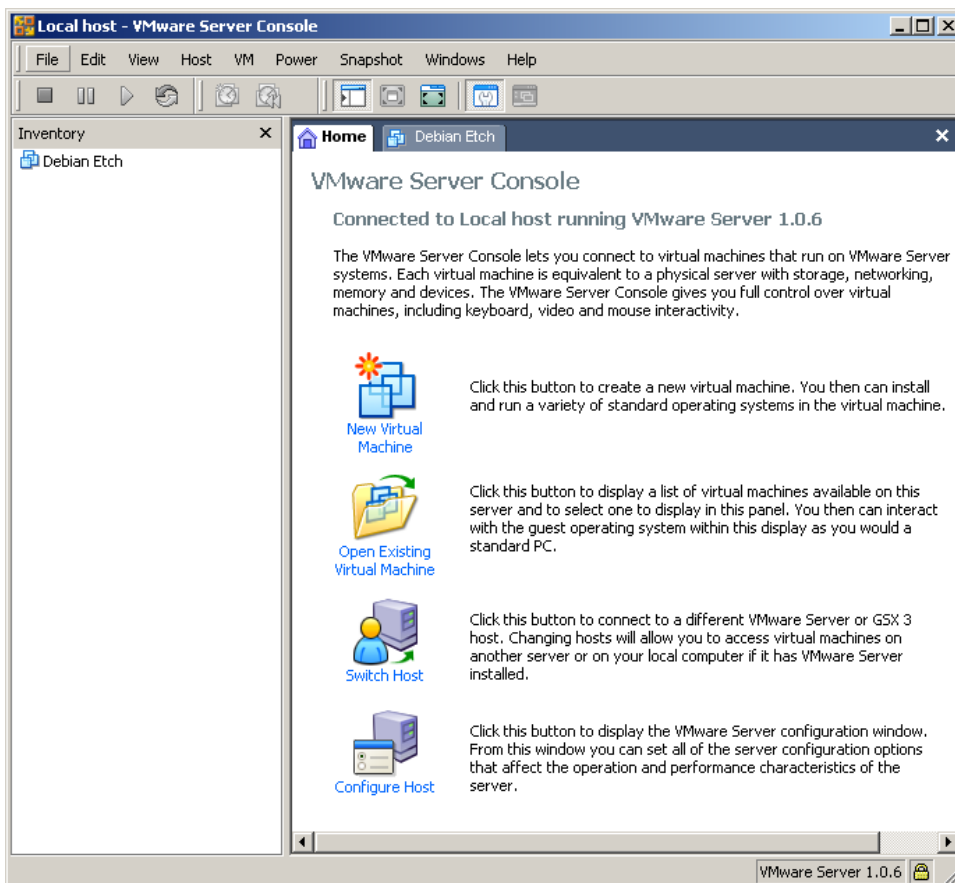 Local host - VMware Server Console
File Edit View Host VM Power Snapshot Windows Help
Inventory
Debian Etch
Home Debian Etch
VMware Server Console
Connected to Local host running VMware Server 1.0.6
The VMware Server Console lets you connect to virtual machines that run on VMware Server
systems. Each virtual machine is equivalent to a physical server with storage, networking,
memory and devices. The VMware Server Console gives you full control over virtual
machines, including keyboard, video and mouse interactivity.
New Virtual
Machine
Click this button to create a new virtual machine. You then can install
and run a variety of standard operating systems in the virtual machine.
Open Existing
Virtual Machine
Click this button to display a list of virtual machines available on this
server and to select one to display in this panel. You then can interact
with the guest operating system within this display as you would a
standard PC.
Switch Host
Click this button to connect to a different VMware Server or GSX 3
host. Changing hosts will allow you to access virtual machines on
another server or on your local computer if it has VMware Server
installed.
Configure Host
Click this button to display the VMware Server configuration window.
From this window you can set all of the server configuration options
that affect the operation and performance characteristics of the
server.
VMware Server 1.0.6